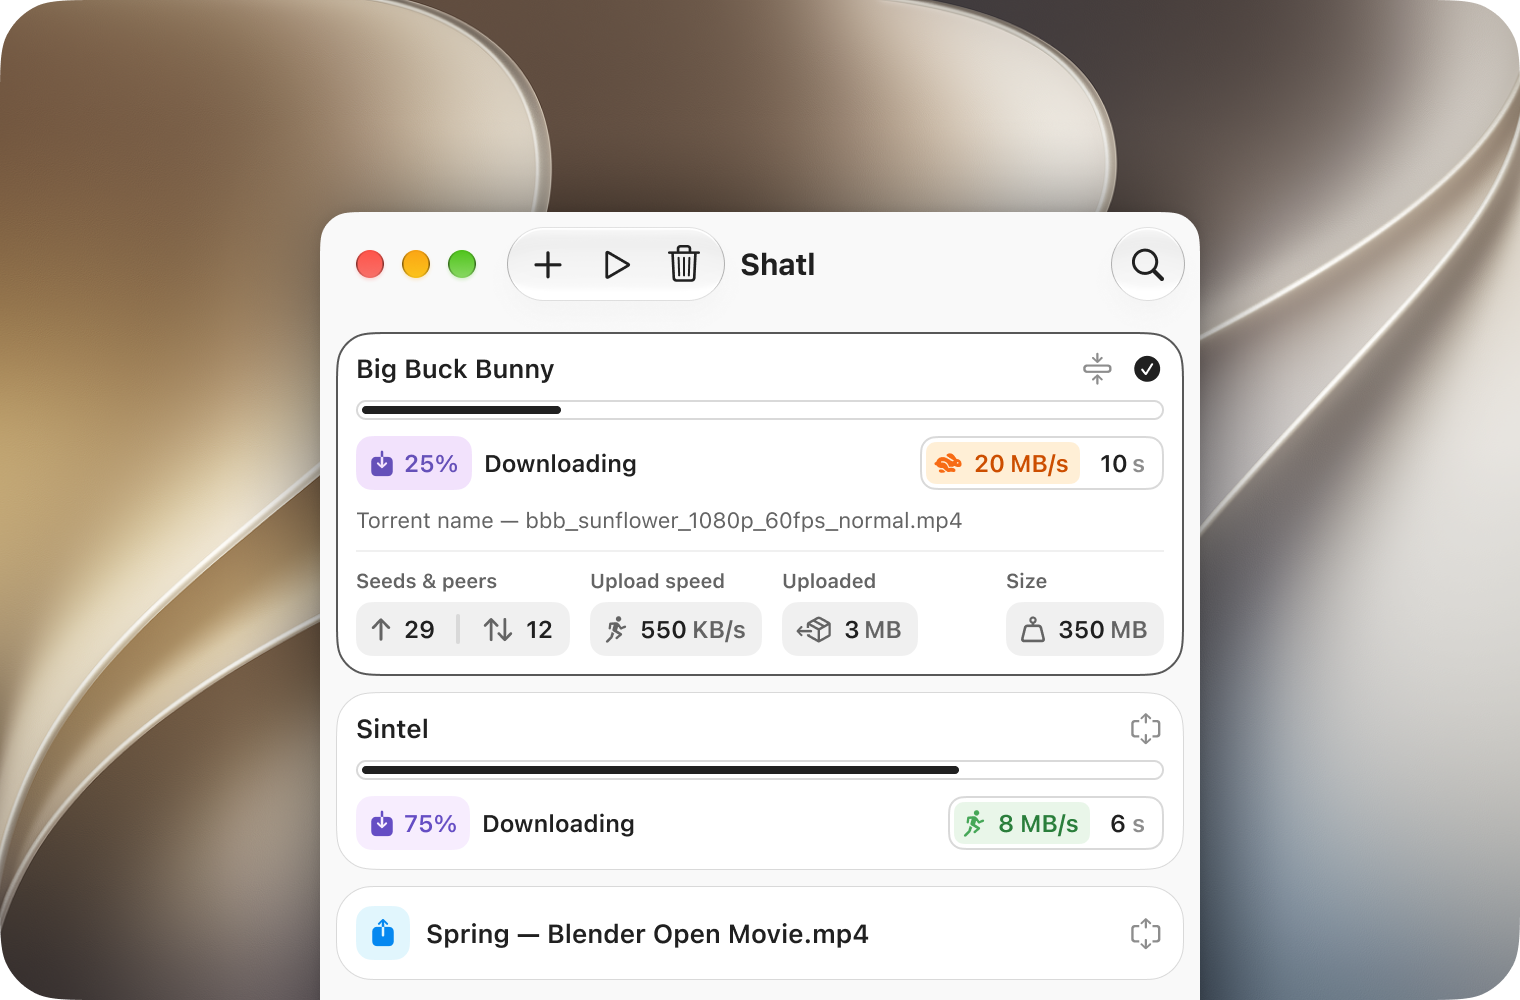 Shatl
Big Buck Bunny
25% Downloading 20 MB/s 10 s
Torrent name — bbb_sunflower_1080p_60fps_normal.mp4
Seeds & peers Upload speed Uploaded Size
29 12 550 KB/s 3 MB 350 MB
Sintel
75% Downloading 8 MB/s 6 s
Spring — Blender Open Movie.mp4